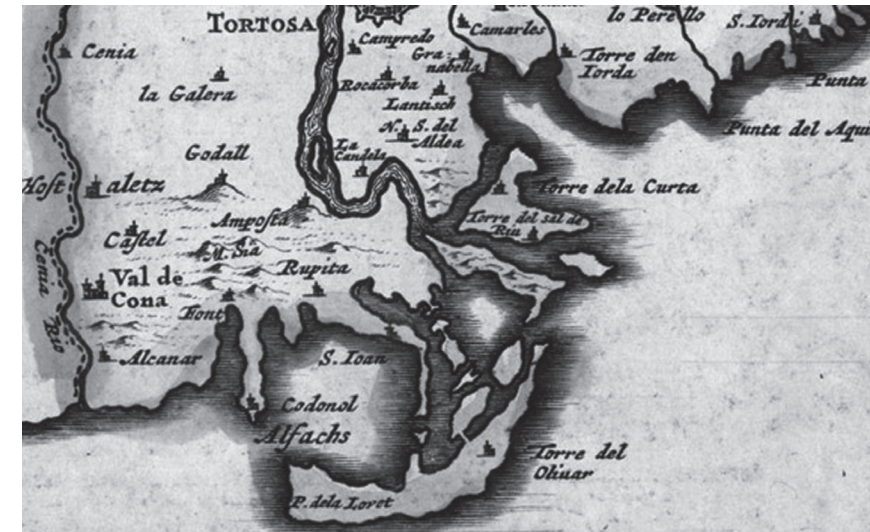 TORTOSA
Camarles
lo Perello
S. Iordi
Cenia
Campredo
Gra-
nabella
Torre den
Iorda
Punta
la Galera
Rocacorba
Lantisch
N. S. del
Aldea
Punta del Aqui
Godall
La
Candela
Host
aletz
Torre dela Curta
Amposta
Torre del sal de
Riu
Castel
M. Siã
Rupita
Cenia
Rio
Val de
Cona
Font
Alcanar
S. Ioan
Codonol
Alfachs
Torre del
Oliuar
P. dela Loret